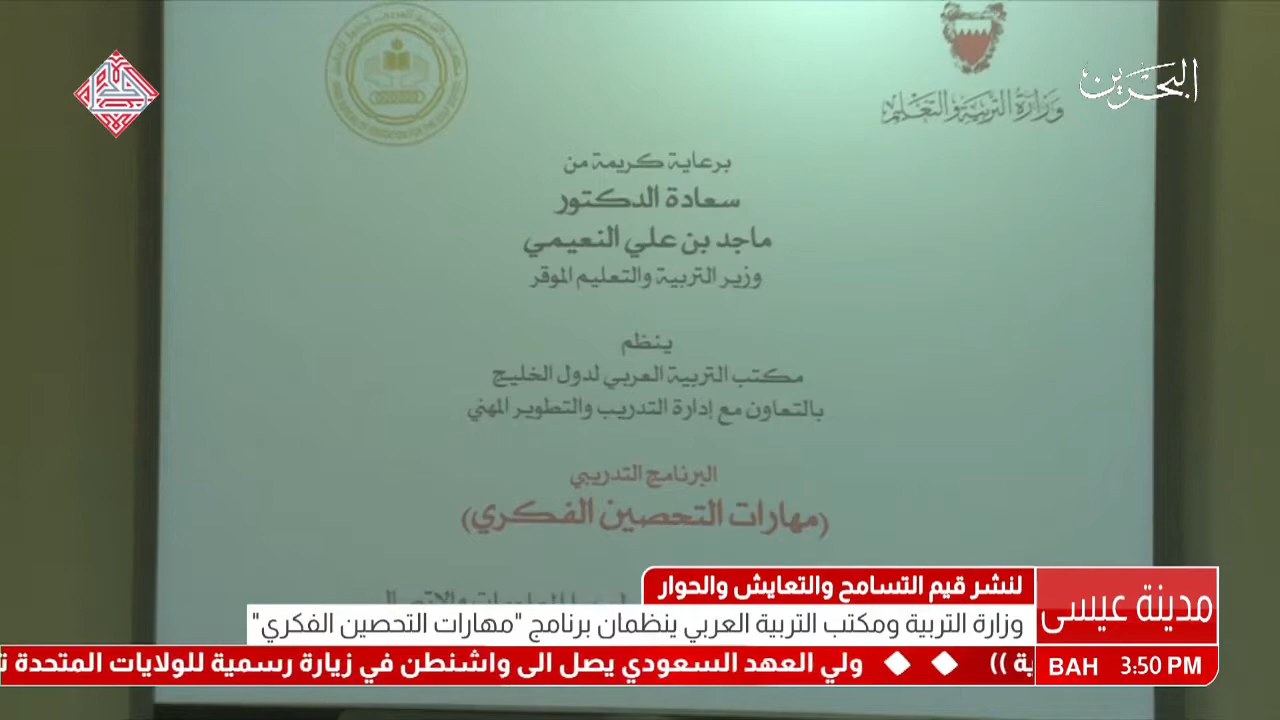 البحرين
وزارة التربية والتعليم
برعاية كريمة من
سعادة الدكتور
ماجد بن علي النعيمي
وزير التربية والتعليم الموقر
ينظم
مكتب التربية العربي لدول الخليج
بالتعاون مع إدارة التدريب والتطوير المهني
البرنامج التدريبي
(مهارات التحصين الفكري)
لنشر قيم التسامح والتعايش والحوار
مدينة عيسى
وزارة التربية ومكتب التربية العربي ينظمان برنامج "مهارات التحصين الفكري"
BAH 3:50 PM
ية )) ولي العهد السعودي يصل الى واشنطن في زيارة رسمية للولايات المتحدة